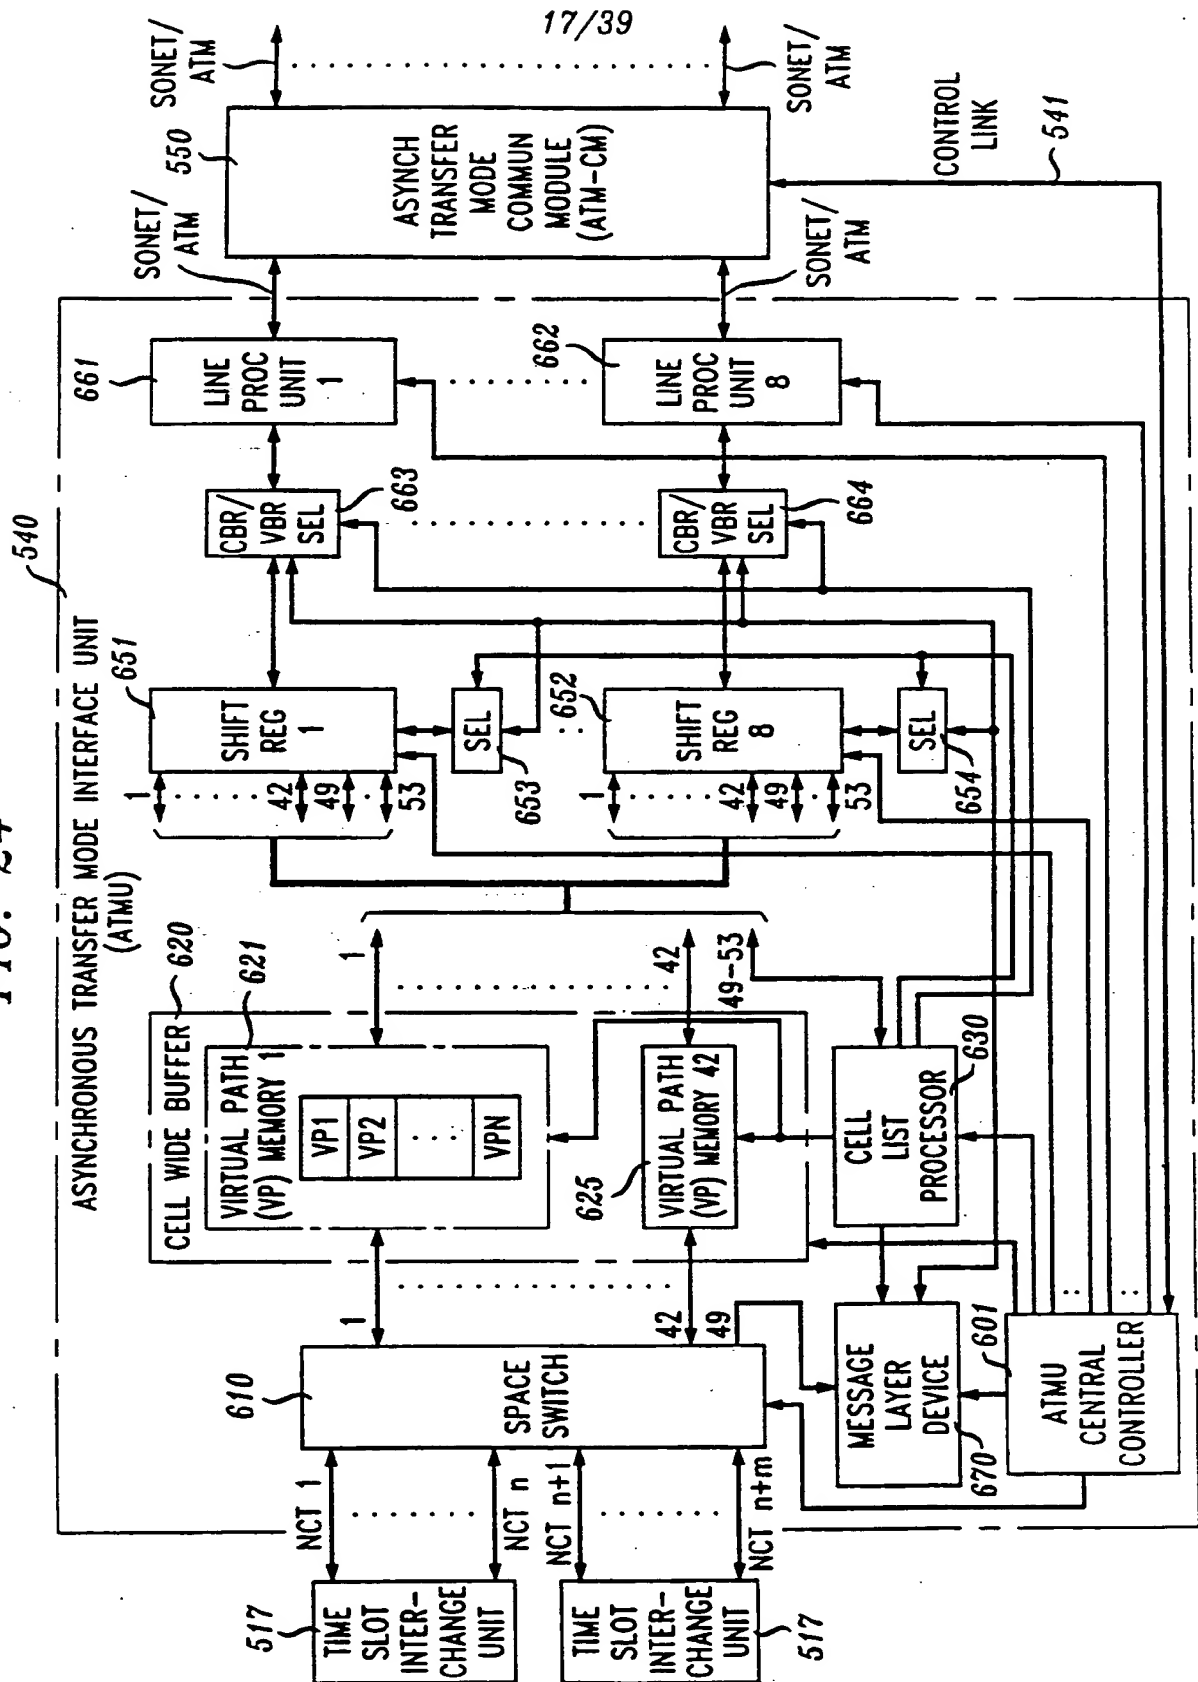 17/39
FIG. 24
ASYNCHRONOUS TRANSFER MODE INTERFACE UNIT
(ATMU)
540
TIME
SLOT
INTER-
CHANGE
UNIT
517
TIME
SLOT
INTER-
CHANGE
UNIT
517
NCT 1
NCT n
NCT n+1
NCT n+m
SPACE
SWITCH
610
1
42
49
CELL WIDE BUFFER
620
VIRTUAL PATH
(VP) MEMORY 1
621
VP1
VP2
VPN
VIRTUAL PATH
(VP) MEMORY 42
625
1
42
49-53
CELL
LIST
PROCESSOR
630
MESSAGE
LAYER
DEVICE
670
ATMU
CENTRAL
CONTROLLER
601
1
42
49
53
SHIFT
REG
1
651
SEL
653
1
42
49
53
SHIFT
REG
8
652
SEL
654
CBR/
VBR
SEL
663
CBR/
VBR
SEL
664
LINE
PROC
UNIT
1
661
LINE
PROC
UNIT
8
662
SONET/
ATM
SONET/
ATM
ASYNCH
TRANSFER
MODE
COMMUN
MODULE
(ATM-CM)
550
SONET/
ATM
SONET/
ATM
CONTROL
LINK
541